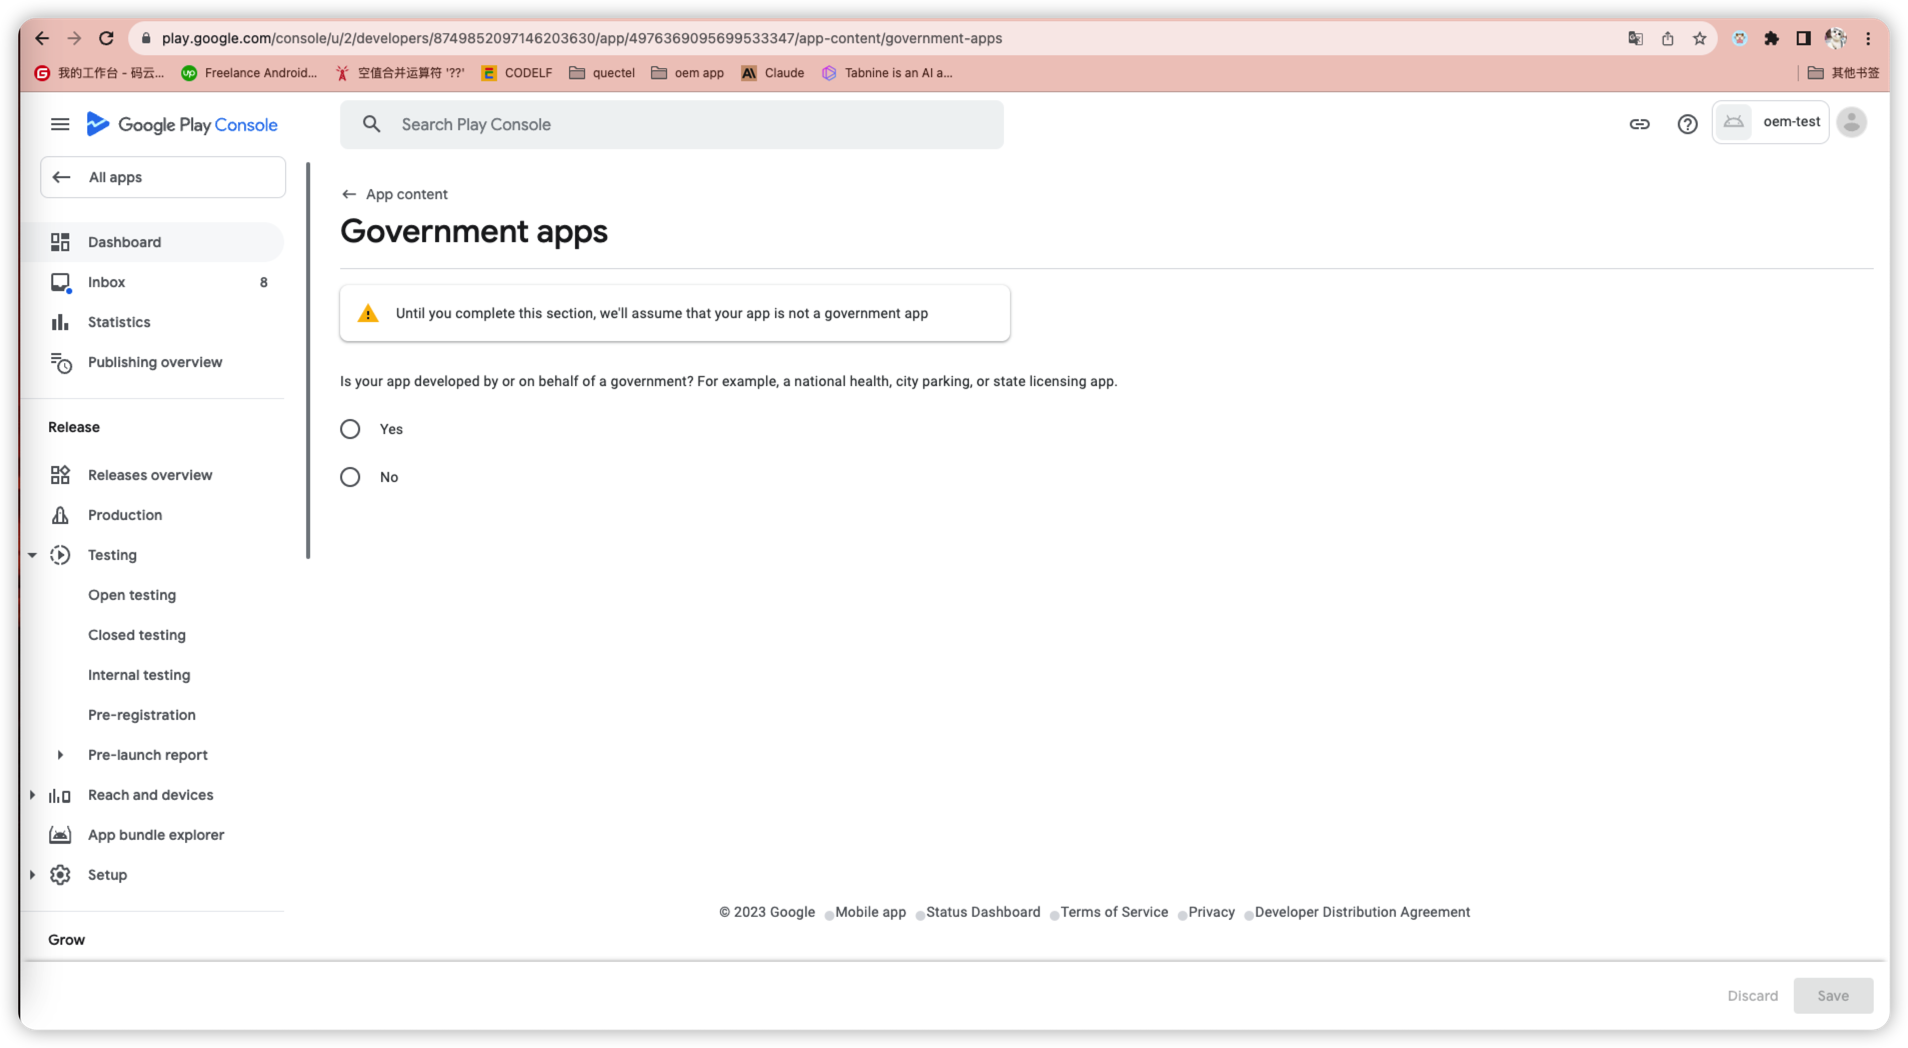 play.google.com/console/u/2/developers/8749852097146203630/app/4976369095699533347/app-content/government-apps
我的工作台 - 码云...
Freelance Android...
空值合并运算符 '??'
CODELF
quectel
oem app
Claude
Tabnine is an AI a...
其他书签
Google Play Console
Search Play Console
oem-test
All apps
Dashboard
Inbox 8
Statistics
Publishing overview
Release
Releases overview
Production
Testing
Open testing
Closed testing
Internal testing
Pre-registration
Pre-launch report
Reach and devices
App bundle explorer
Setup
Grow
App content
Government apps
Until you complete this section, we'll assume that your app is not a government app
Is your app developed by or on behalf of a government? For example, a national health, city parking, or state licensing app.
Yes
No
© 2023 Google Mobile app Status Dashboard Terms of Service Privacy Developer Distribution Agreement
Discard
Save